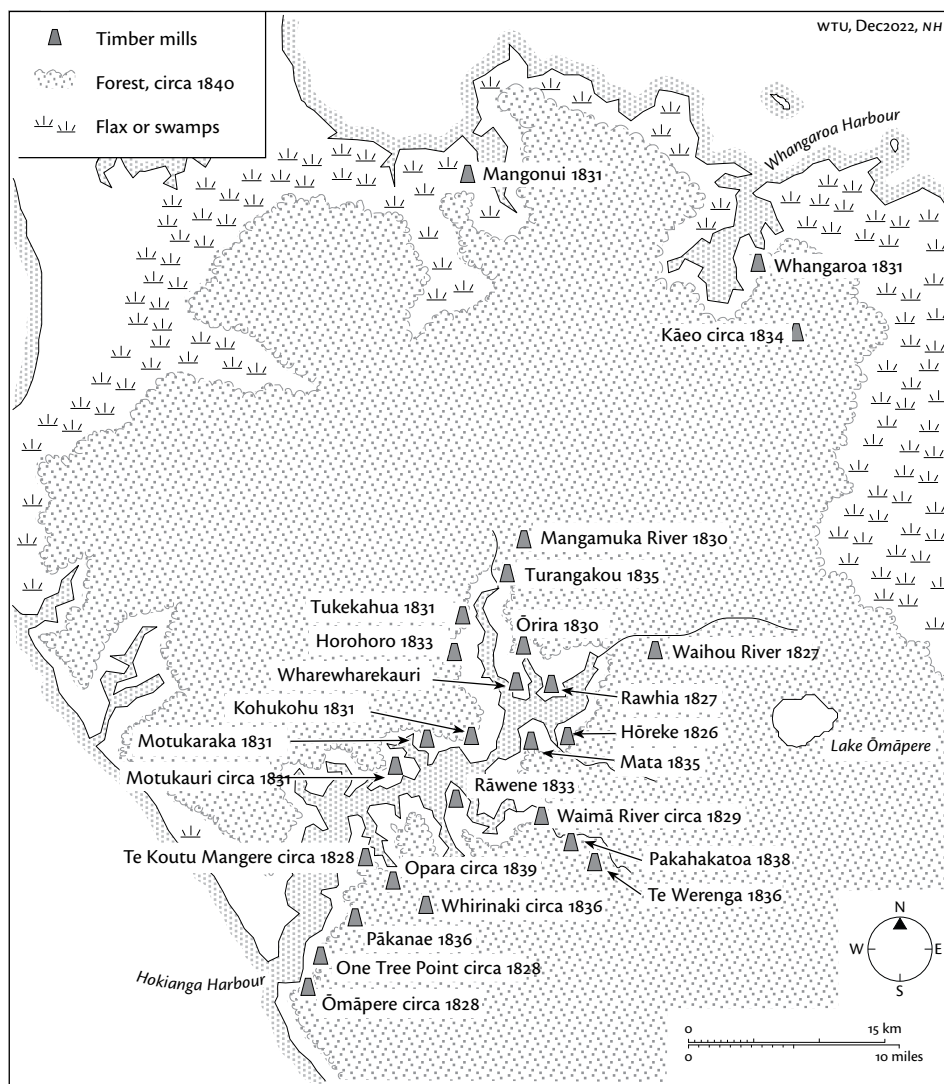 WTU, Dec2022, NH
Timber mills
Forest, circa 1840
Flax or swamps
Whangaroa Harbour
Mangonui 1831
Whangaroa 1831
Kāeo circa 1834
Mangamuka River 1830
Turangakou 1835
Tukekahua 1831
Ōrira 1830
Horohoro 1833
Waihou River 1827
Wharewharekauri
Rawhia 1827
Kohukohu 1831
Hōreke 1826
Motukaraka 1831
Lake Ōmāpere
Mata 1835
Motukauri circa 1831
Rāwene 1833
Waimā River circa 1829
Te Koutu Mangere circa 1828
Pakahakatoa 1838
Opara circa 1839
Te Werenga 1836
Whirinaki circa 1836
Pākanae 1836
One Tree Point circa 1828
Hokianga Harbour
Ōmāpere circa 1828
N
W
E
S
0
15 km
0
10 miles